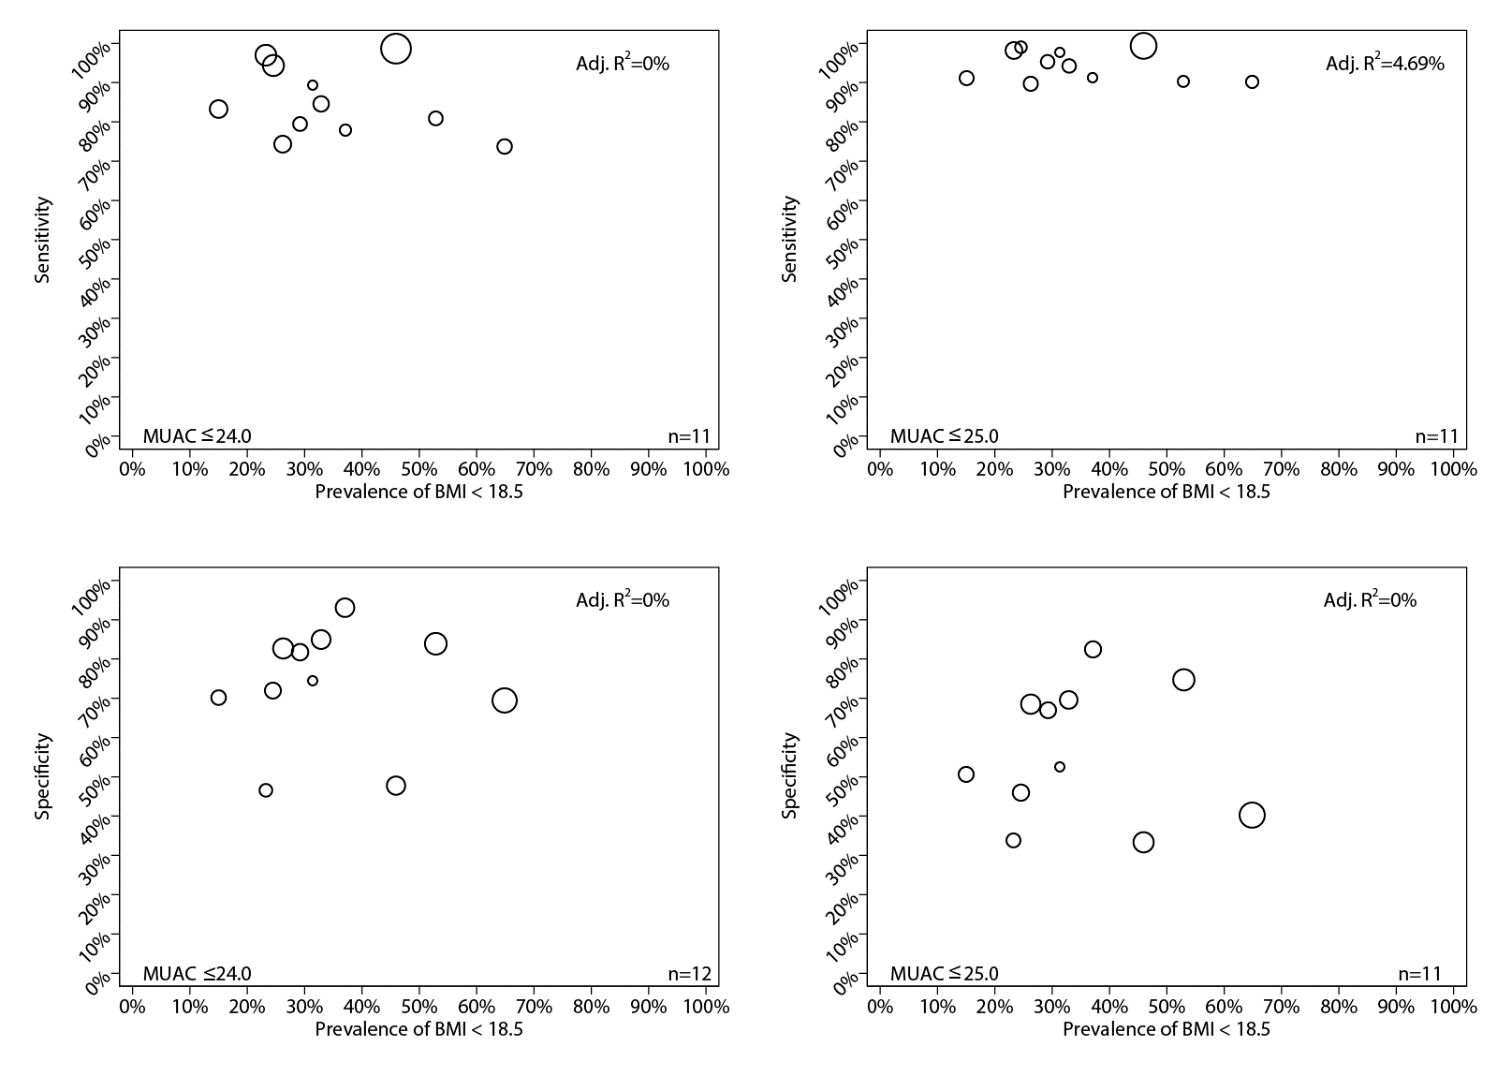 100%
90%
80%
70%
60%
50%
40%
30%
20%
10%
0%
Sensitivity
Adj. R²=0%
MUAC ≤24.0
n=11
0% 10% 20% 30% 40% 50% 60% 70% 80% 90% 100%
Prevalence of BMI < 18.5
100%
90%
80%
70%
60%
50%
40%
30%
20%
10%
0%
Sensitivity
Adj. R²=4.69%
MUAC ≤25.0
n=11
0% 10% 20% 30% 40% 50% 60% 70% 80% 90% 100%
Prevalence of BMI < 18.5
100%
90%
80%
70%
60%
50%
40%
30%
20%
10%
0%
Specificity
Adj. R²=0%
MUAC ≤24.0
n=12
0% 10% 20% 30% 40% 50% 60% 70% 80% 90% 100%
Prevalence of BMI < 18.5
100%
90%
80%
70%
60%
50%
40%
30%
20%
10%
0%
Specificity
Adj. R²=0%
MUAC ≤25.0
n=11
0% 10% 20% 30% 40% 50% 60% 70% 80% 90% 100%
Prevalence of BMI < 18.5